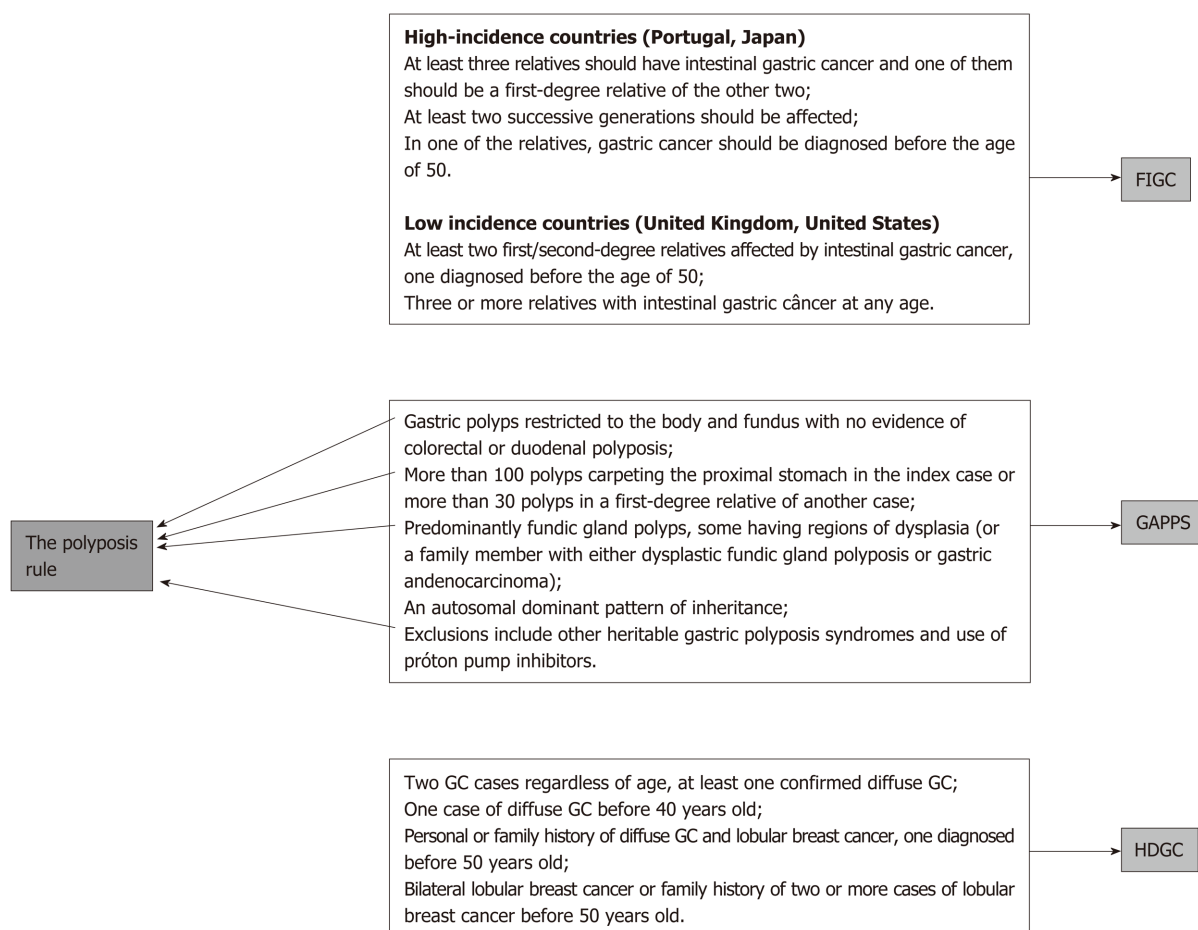 High-incidence countries (Portugal, Japan)
At least three relatives should have intestinal gastric cancer and one of them
should be a first-degree relative of the other two;
At least two successive generations should be affected;
In one of the relatives, gastric cancer should be diagnosed before the age
of 50.
Low incidence countries (United Kingdom, United States)
At least two first/second-degree relatives affected by intestinal gastric cancer,
one diagnosed before the age of 50;
Three or more relatives with intestinal gastric câncer at any age.
FIGC
The polyposis
rule
Gastric polyps restricted to the body and fundus with no evidence of
colorectal or duodenal polyposis;
More than 100 polyps carpeting the proximal stomach in the index case or
more than 30 polyps in a first-degree relative of another case;
Predominantly fundic gland polyps, some having regions of dysplasia (or
a family member with either dysplastic fundic gland polyposis or gastric
andenocarcinoma);
An autosomal dominant pattern of inheritance;
Exclusions include other heritable gastric polyposis syndromes and use of
próton pump inhibitors.
GAPPS
Two GC cases regardless of age, at least one confirmed diffuse GC;
One case of diffuse GC before 40 years old;
Personal or family history of diffuse GC and lobular breast cancer, one diagnosed
before 50 years old;
Bilateral lobular breast cancer or family history of two or more cases of lobular
breast cancer before 50 years old.
HDGC